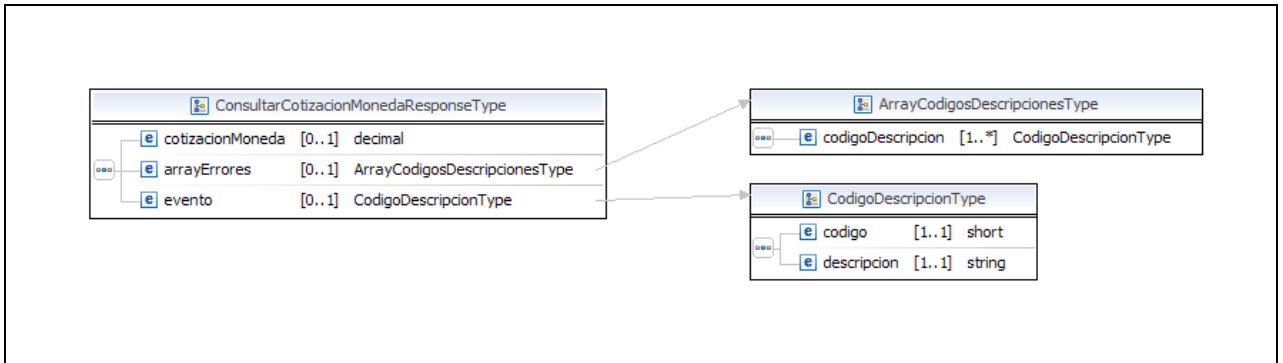 ConsultarCotizacionMonedaResponseType
e cotizacionMoneda [0..1] decimal
e arrayErrores [0..1] ArrayCodigosDescripcionesType
e evento [0..1] CodigoDescripcionType
ArrayCodigosDescripcionesType
e codigoDescripcion [1..*] CodigoDescripcionType
CodigoDescripcionType
e codigo [1..1] short
e descripcion [1..1] string